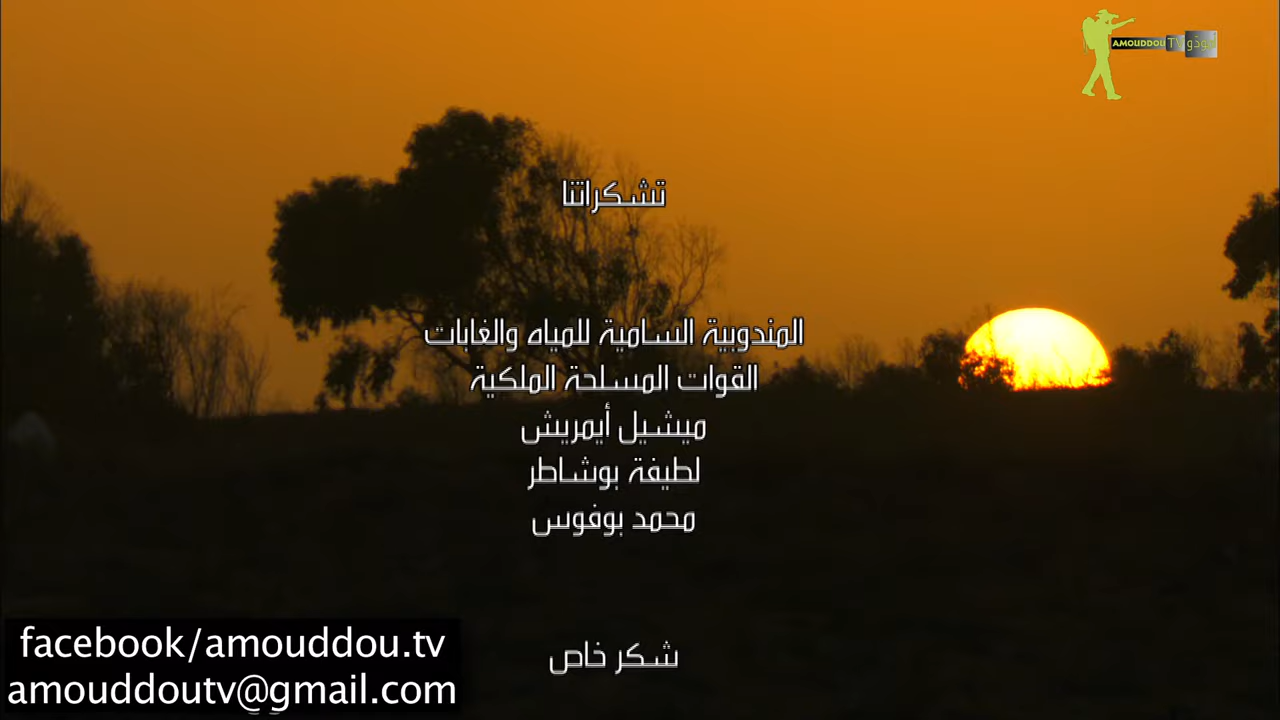 AMOUDDOU TV
تشكراتنا
المندوبية السامية للمياه والغابات
القوات المسلحة الملكية
ميشيل أيمريش
لطيفة بوشاطر
محمد بوفوس
شكر خاص
facebook/amouddou.tv
amouddoutv@gmail.com